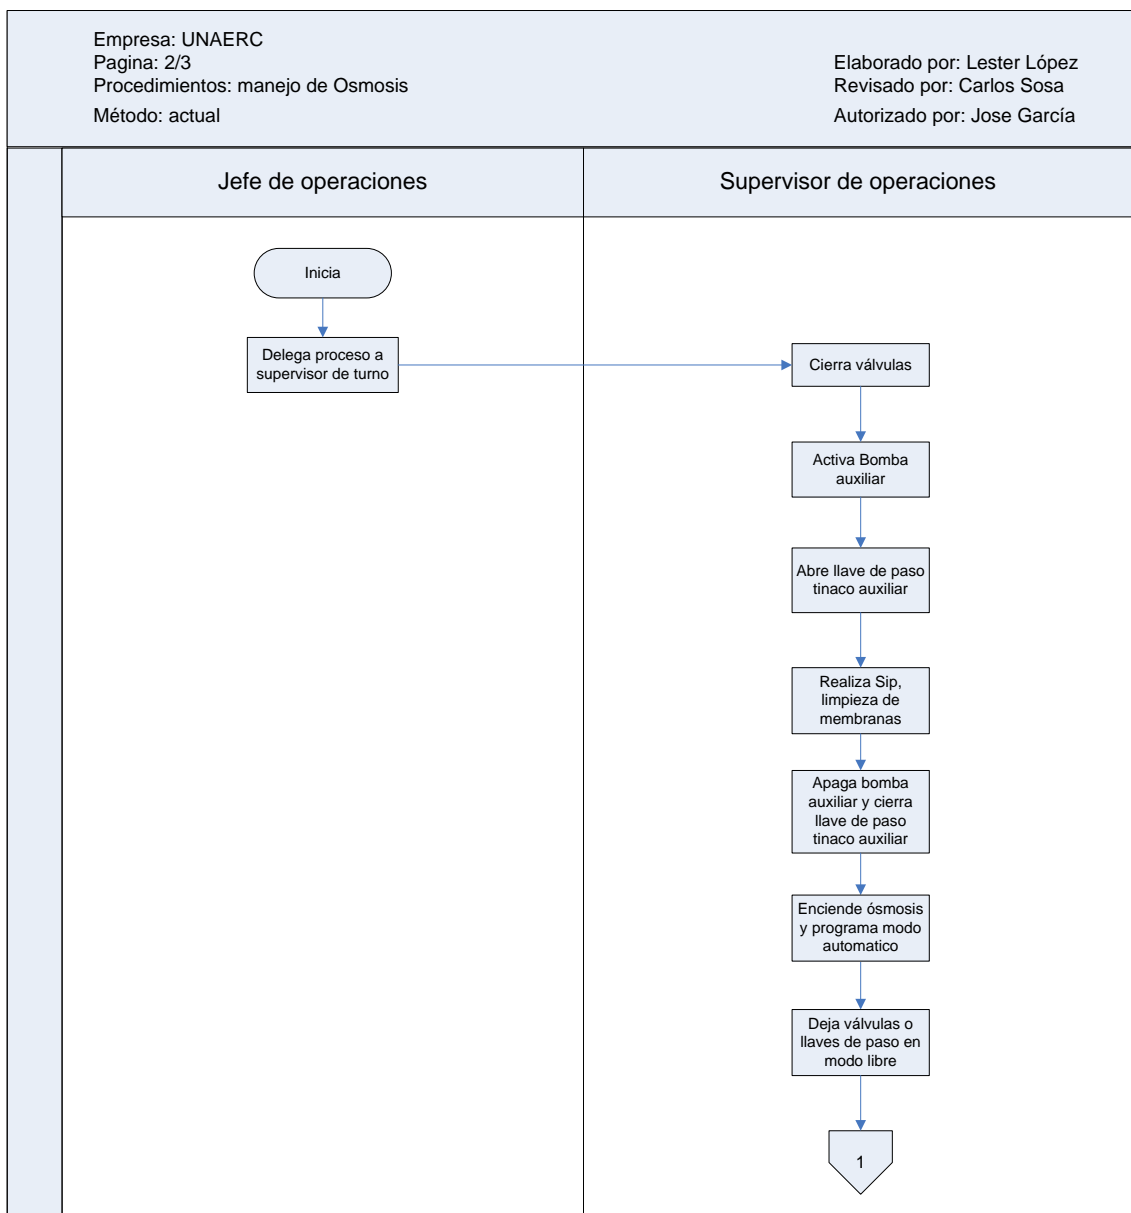 Empresa: UNAERC
Pagina: 2/3
Procedimientos: manejo de Osmosis
Método: actual
Elaborado por: Lester López
Revisado por: Carlos Sosa
Autorizado por: Jose García
Jefe de operaciones
Supervisor de operaciones
Inicia
Delega proceso a
supervisor de turno
Cierra válvulas
Activa Bomba
auxiliar
Abre llave de paso
tinaco auxiliar
Realiza Sip,
limpieza de
membranas
Apaga bomba
auxiliar y cierra
llave de paso
tinaco auxiliar
Enciende ósmosis
y programa modo
automatico
Deja válvulas o
llaves de paso en
modo libre
1